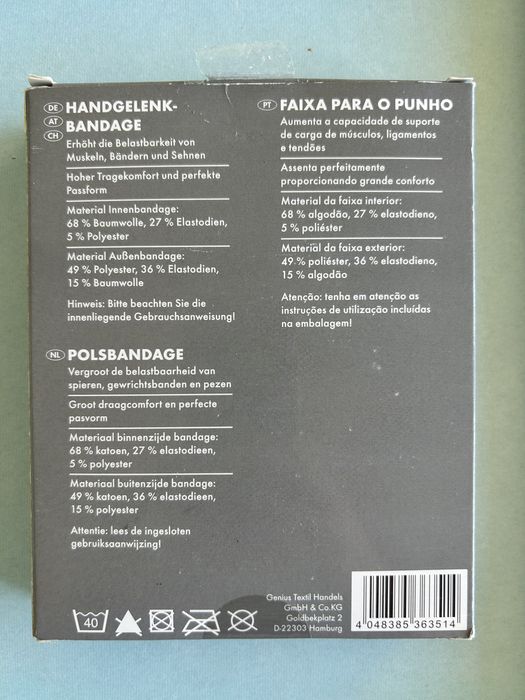 DE AT CH HANDGELENK-
BANDAGE
Erhöht die Belastbarkeit von
Muskeln, Bändern und Sehnen
Hoher Tragekomfort und perfekte
Passform
Material Innenbandage:
68 % Baumwolle, 27 % Elastodien,
5 % Polyester
Material Außenbandage:
49 % Polyester, 36 % Elastodien,
15 % Baumwolle
Hinweis: Bitte beachten Sie die
innenliegende Gebrauchsanweisung!
NL POLSBANDAGE
Vergroot de belastbaarheid van
spieren, gewrichtsbanden en pezen
Groot draagcomfort en perfecte
pasvorm
Materiaal binnenzijde bandage:
68 % katoen, 27 % elastodieen,
5 % polyester
Materiaal buitenzijde bandage:
49 % katoen, 36 % elastodieen,
15 % polyester
Attentie: lees de ingesloten
gebruiksaanwijzing!
PT FAIXA PARA O PUNHO
Aumenta a capacidade de suporte
de carga de músculos, ligamentos
e tendões
Assenta perfeitamente
proporcionando grande conforto
Material da faixa interior:
68 % algodão, 27 % elastodieno,
5 % poliéster
Material da faixa exterior:
49 % poliéster, 36 % elastodieno,
15 % algodão
Atenção: tenha em atenção as
instruções de utilização incluídas
na embalagem!
40
Genius Textil Handels
GmbH & Co.KG
Goldbekplatz 2
D-22303 Hamburg
4 048385 363514